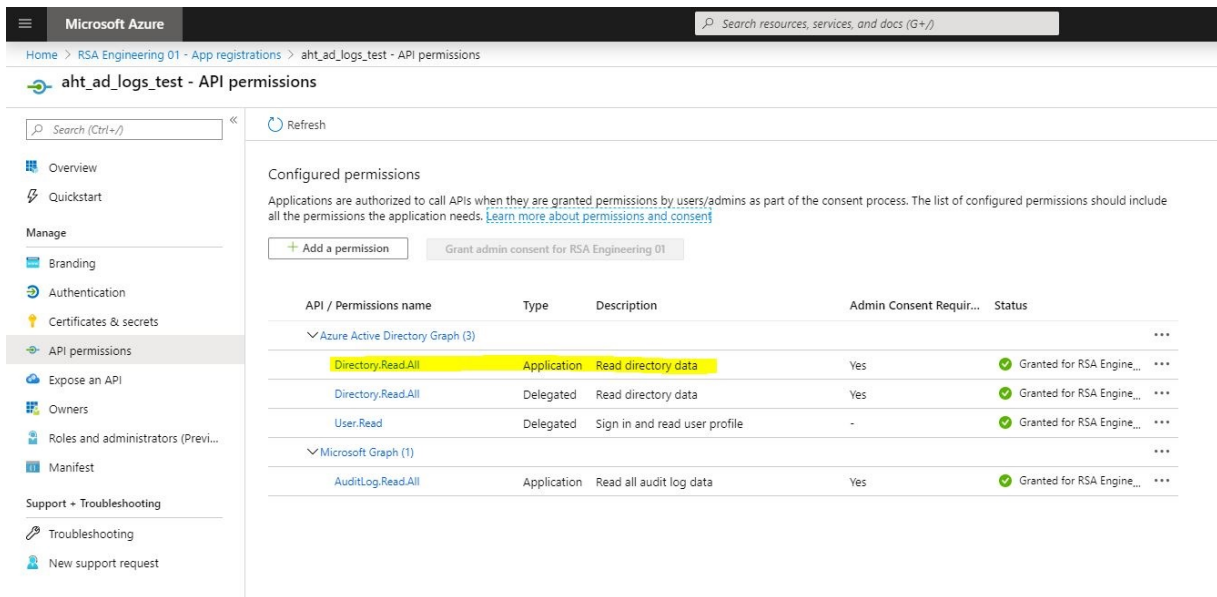 Microsoft Azure
Search resources, services, and docs (G+/)
Home > RSA Engineering 01 - App registrations > aht_ad_logs_test - API permissions
aht_ad_logs_test - API permissions
Search (Ctrl+/)
«
Overview
Quickstart
Manage
Branding
Authentication
Certificates & secrets
API permissions
Expose an API
Owners
Roles and administrators (Previ...
Manifest
Support + Troubleshooting
Troubleshooting
New support request
Refresh
Configured permissions
Applications are authorized to call APIs when they are granted permissions by users/admins as part of the consent process. The list of configured permissions should include
all the permissions the application needs. Learn more about permissions and consent
+ Add a permission Grant admin consent for RSA Engineering 01
API / Permissions name Type Description Admin Consent Requir... Status
Azure Active Directory Graph (3) ...
Directory.Read.All Application Read directory data Yes Granted for RSA Engine... ...
Directory.Read.All Delegated Read directory data Yes Granted for RSA Engine... ...
User.Read Delegated Sign in and read user profile - Granted for RSA Engine... ...
Microsoft Graph (1) ...
AuditLog.Read.All Application Read all audit log data Yes Granted for RSA Engine... ...